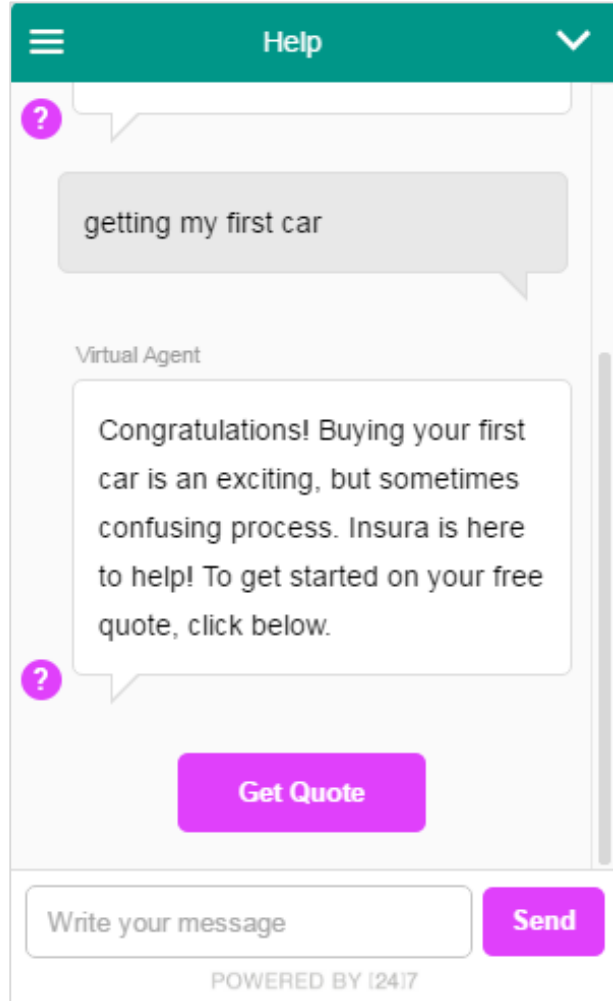 Help
?
getting my first car
Virtual Agent
Congratulations! Buying your first
car is an exciting, but sometimes
confusing process. Insura is here
to help! To get started on your free
quote, click below.
?
Get Quote
Write your message
Send
POWERED BY [24]7